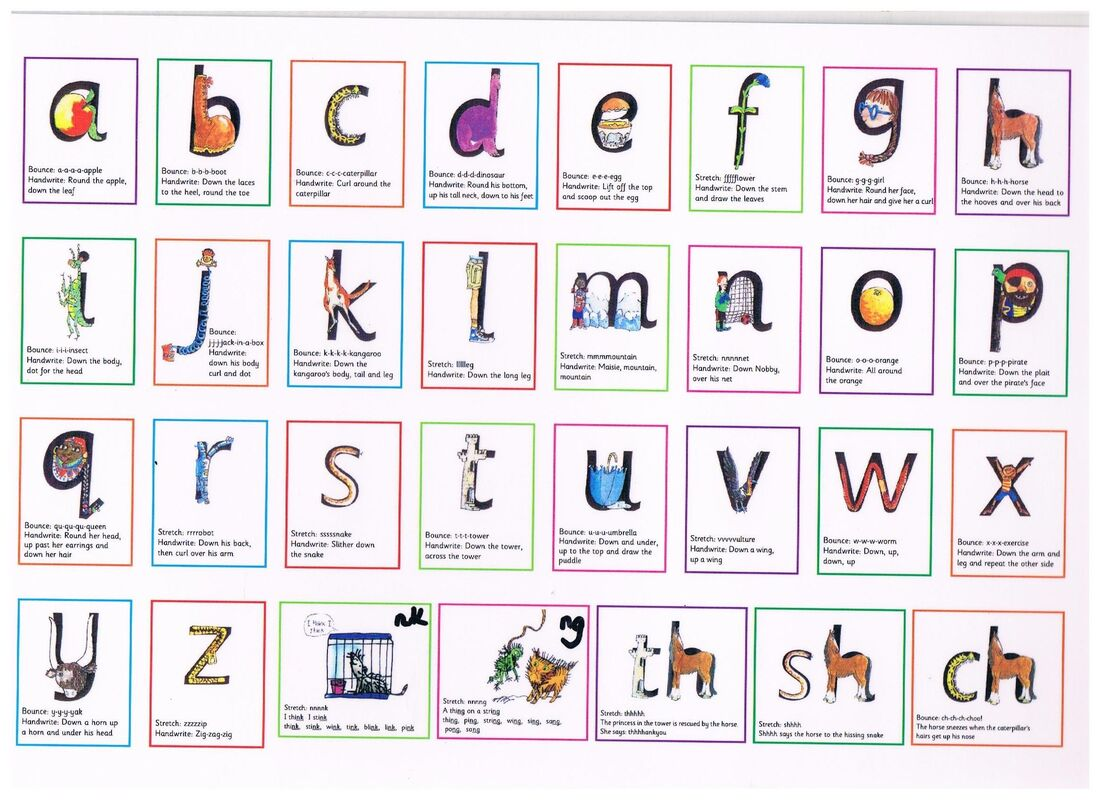 a
Bounce: a-a-a-a-apple
Handwrite: Round the apple,
down the leaf
b
Bounce: b-b-b-boot
Handwrite: Down the laces
to the heel, round the toe
c
Bounce: c-c-c-caterpillar
Handwrite: Curl around the
caterpillar
d
Bounce: d-d-d-dinosaur
Handwrite: Round his bottom,
up his tall neck, down to his feet
e
Bounce: e-e-e-egg
Handwrite: Lift off the top
and scoop out the egg
f
Stretch: ffffflower
Handwrite: Down the stem
and draw the leaves
g
Bounce: g-g-g-girl
Handwrite: Round her face,
down her hair and give her a curl
h
Bounce: h-h-h-horse
Handwrite: Down the head to
the hooves and over his back
i
Bounce: i-i-i-insect
Handwrite: Down the body,
dot for the head
j
Bounce:
j-j-j-jack-in-a-box
Handwrite:
down his body
curl and dot
k
Bounce: k-k-k-k-kangaroo
Handwrite: Down the
kangaroo's body, tail and leg
l
Stretch: llllleg
Handwrite: Down the long leg
m
Stretch: mmmmountain
Handwrite: Maisie, mountain,
mountain
n
Stretch: nnnnnet
Handwrite: Down Nobby,
over his net
o
Bounce: o-o-o-orange
Handwrite: All around
the orange
p
Bounce: p-p-p-pirate
Handwrite: Down the plait
and over the pirate's face
q
Bounce: qu-qu-qu-queen
Handwrite: Round her head,
up past her earrings and
down her hair
r
Stretch: rrrrobot
Handwrite: Down his back,
then curl over his arm
s
Stretch: sssssnake
Handwrite: Slither down
the snake
t
Bounce: t-t-t-tower
Handwrite: Down the tower,
across the tower
u
Bounce: u-u-u-umbrella
Handwrite: Down and under,
up to the top and draw the
puddle
v
Stretch: vvvvvulture
Handwrite: Down a wing,
up a wing
w
Bounce: w-w-w-worm
Handwrite: Down, up,
down, up
x
Bounce: x-x-x-exercise
Handwrite: Down the arm and
leg and repeat the other side
y
Bounce: y-y-y-yak
Handwrite: Down a horn up
a horn and under his head
z
Stretch: zzzzzip
Handwrite: Zig-zag-zig
nk
I think I
stink
Stretch: nnnnk
I think I stink
think, stink, wink, tink, blink, link, pink
ng
Stretch: nnnng
A thing on a string
thing, ping, string, wing, sing, sang,
pong, song
th
Stretch: thhhhh
The princess in the tower is rescued by the horse.
She says: thhhhankyou
sh
Stretch: shhhh
Shhhh says the horse to the hissing snake
ch
Bounce: ch-ch-ch-choo!
The horse sneezes when the caterpillar's
hairs get up his nose